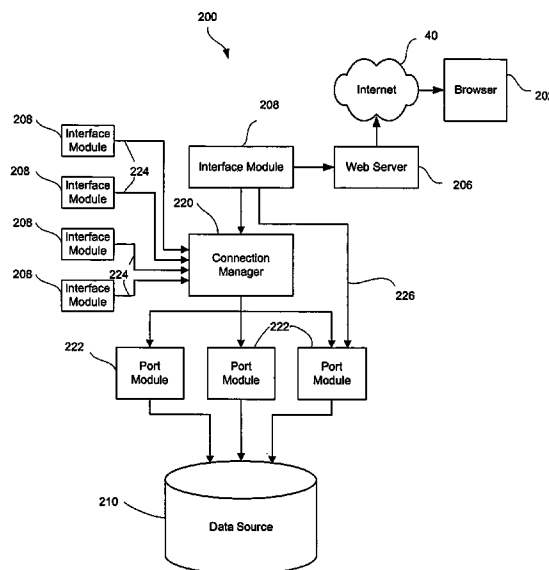 200
40
Internet
Browser
202
208
Interface
Module
224
208
Interface
Module
208
Interface Module
Web Server
206
208
Interface
Module
224
208
Interface
Module
220
Connection
Manager
226
222
222
Port
Module
Port
Module
Port
Module
210
Data Source